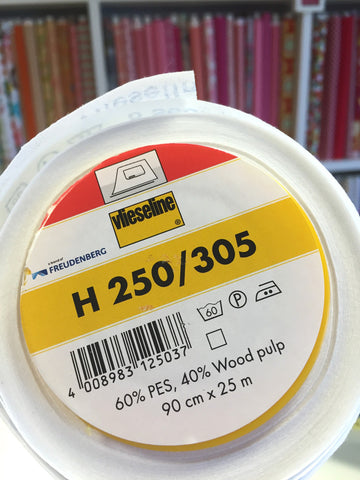 vlieseline
a brand of
FREUDENBERG
H 250/305
60
P
4 008983 125037
60% PES, 40% Wood pulp
90 cm x 25 m